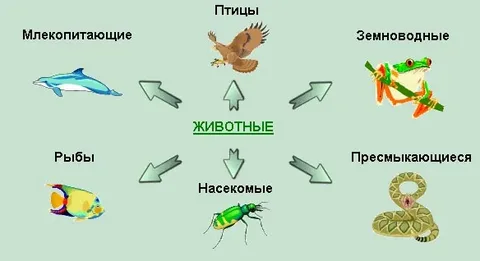 Птицы
Млекопитающие
Земноводные
ЖИВОТНЫЕ
Рыбы
Насекомые
Пресмыкающиеся